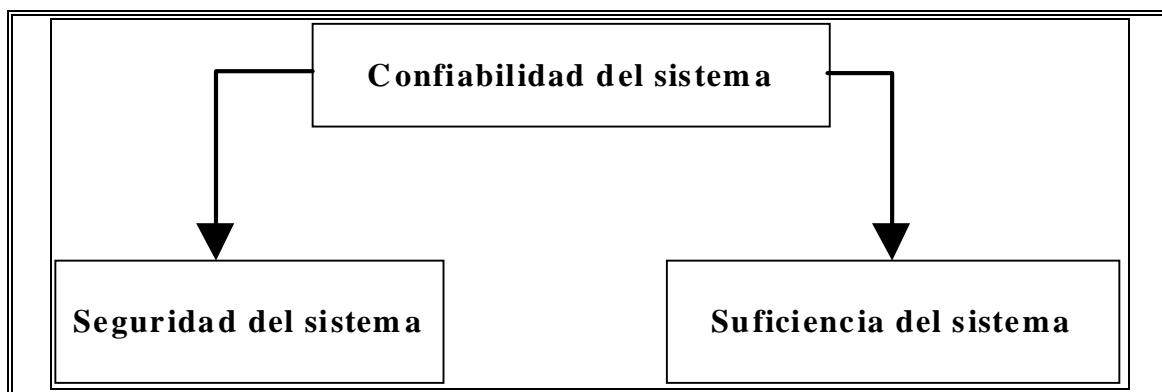 Confiabilidad del sistema
Seguridad del sistema
Suficiencia del sistema